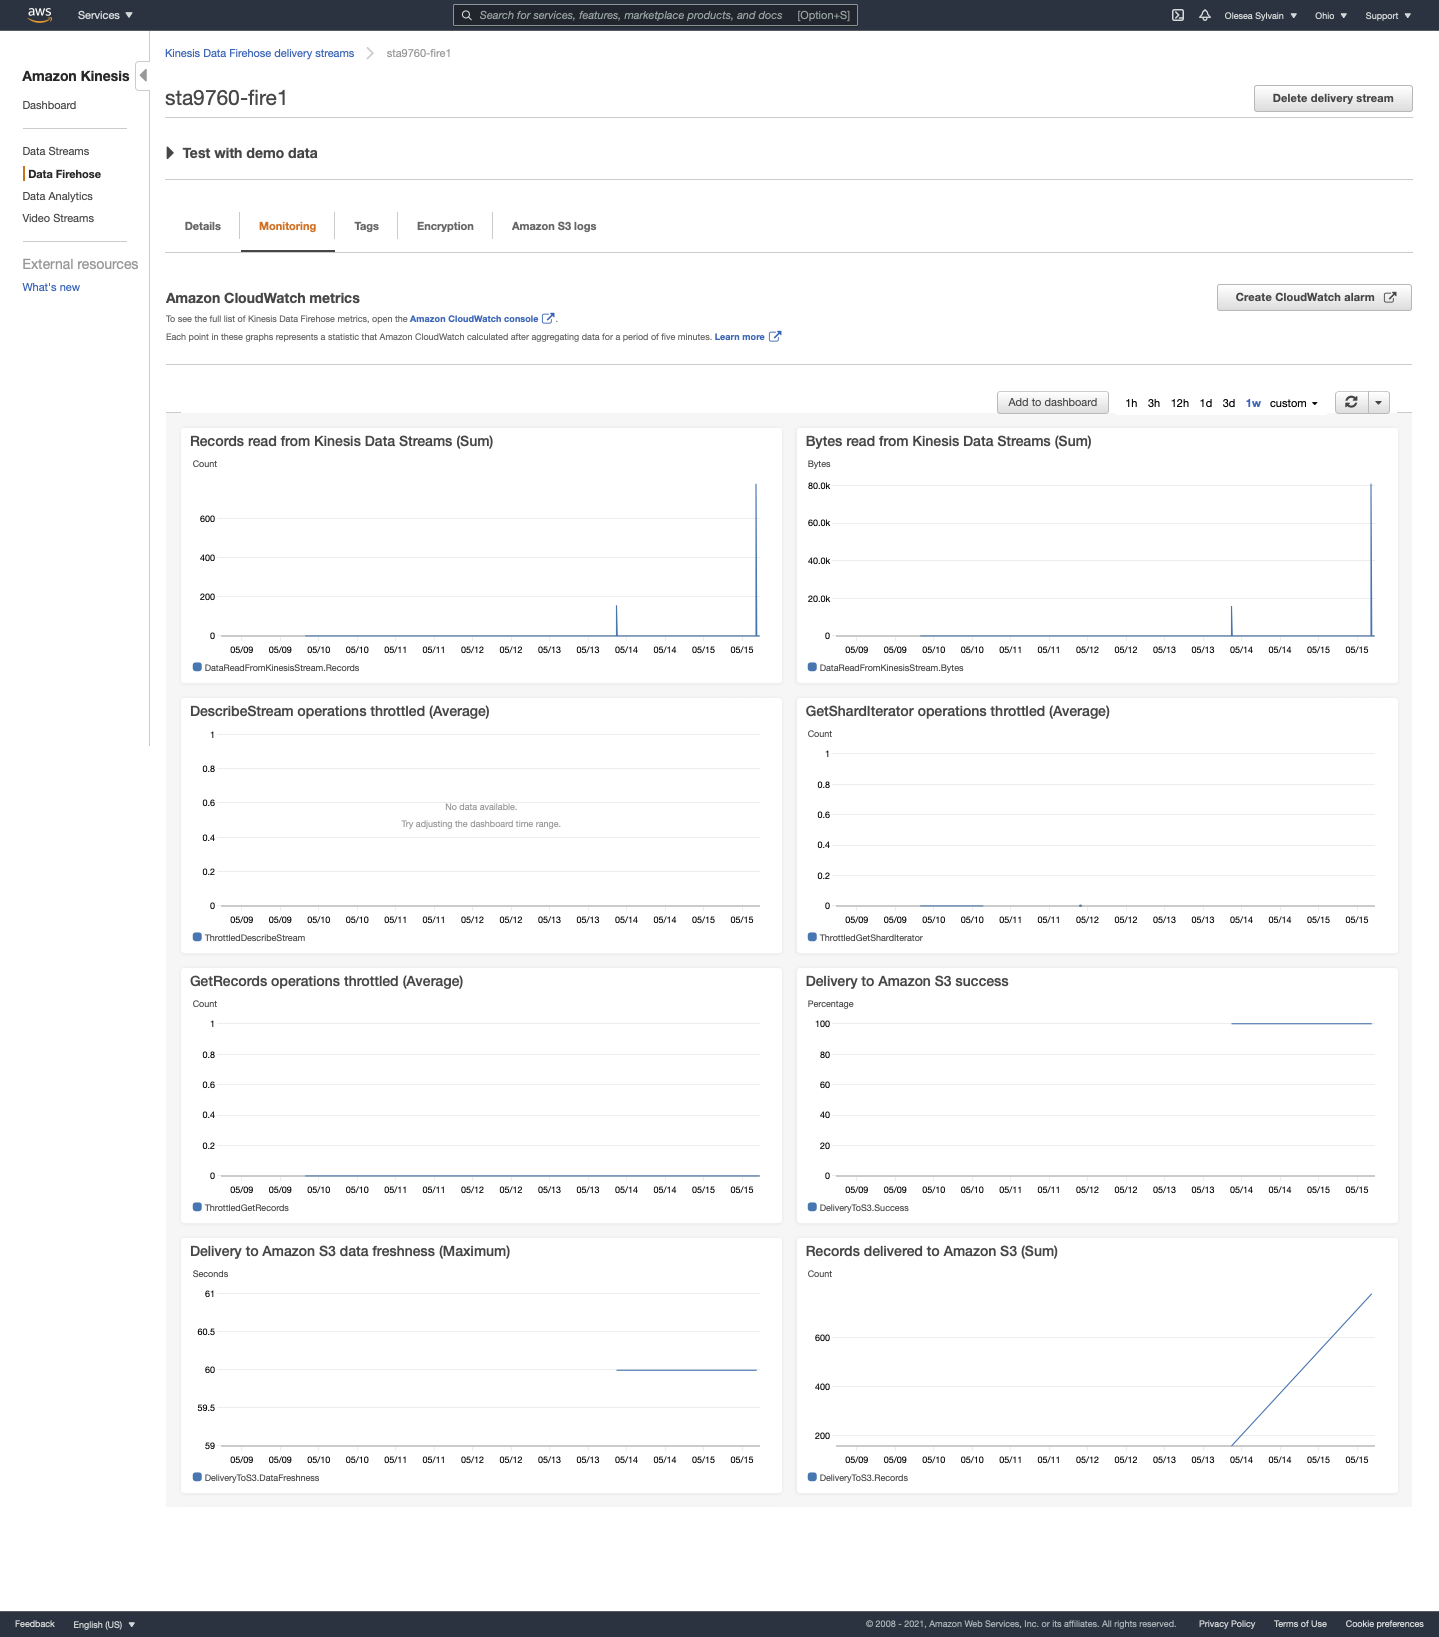 aws
Services
Search for services, features, marketplace products, and docs [Option+S]
Olesea Sylvain
Ohio
Support
Amazon Kinesis
Dashboard
Data Streams
Data Firehose
Data Analytics
Video Streams
External resources
What's new
Kinesis Data Firehose delivery streams
sta9760-fire1
sta9760-fire1
Delete delivery stream
Test with demo data
Details
Monitoring
Tags
Encryption
Amazon S3 logs
Amazon CloudWatch metrics
Create CloudWatch alarm
To see the full list of Kinesis Data Firehose metrics, open the Amazon CloudWatch console .
Each point in these graphs represents a statistic that Amazon CloudWatch calculated after aggregating data for a period of five minutes. Learn more
Add to dashboard
1h 3h 12h 1d 3d 1w custom
Records read from Kinesis Data Streams (Sum)
Count
600
400
200
0
05/09 05/09 05/10 05/10 05/11 05/11 05/12 05/12 05/13 05/13 05/14 05/14 05/15 05/15
DataReadFromKinesisStream.Records
Bytes read from Kinesis Data Streams (Sum)
Bytes
80.0k
60.0k
40.0k
20.0k
0
05/09 05/09 05/10 05/10 05/11 05/11 05/12 05/12 05/13 05/13 05/14 05/14 05/15 05/15
DataReadFromKinesisStream.Bytes
DescribeStream operations throttled (Average)
1
0.8
0.6
No data available.
Try adjusting the dashboard time range.
0.4
0.2
0
05/09 05/09 05/10 05/10 05/11 05/11 05/12 05/12 05/13 05/13 05/14 05/14 05/15 05/15
ThrottledDescribeStream
GetShardIterator operations throttled (Average)
Count
1
0.8
0.6
0.4
0.2
0
05/09 05/09 05/10 05/10 05/11 05/11 05/12 05/12 05/13 05/13 05/14 05/14 05/15 05/15
ThrottledGetShardIterator
GetRecords operations throttled (Average)
Count
1
0.8
0.6
0.4
0.2
0
05/09 05/09 05/10 05/10 05/11 05/11 05/12 05/12 05/13 05/13 05/14 05/14 05/15 05/15
ThrottledGetRecords
Delivery to Amazon S3 success
Percentage
100
80
60
40
20
0
05/09 05/09 05/10 05/10 05/11 05/11 05/12 05/12 05/13 05/13 05/14 05/14 05/15 05/15
DeliveryToS3.Success
Delivery to Amazon S3 data freshness (Maximum)
Seconds
61
60.5
60
59.5
59
05/09 05/09 05/10 05/10 05/11 05/11 05/12 05/12 05/13 05/13 05/14 05/14 05/15 05/15
DeliveryToS3.DataFreshness
Records delivered to Amazon S3 (Sum)
Count
600
400
200
05/09 05/09 05/10 05/10 05/11 05/11 05/12 05/12 05/13 05/13 05/14 05/14 05/15 05/15
DeliveryToS3.Records
Feedback
English (US)
© 2008 - 2021, Amazon Web Services, Inc. or its affiliates. All rights reserved.
Privacy Policy
Terms of Use
Cookie preferences